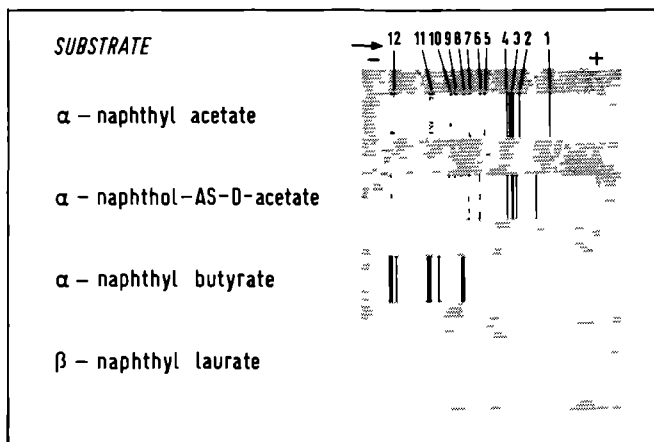 SUBSTRATE
12 11 10 9 8 7 6 5 4 3 2 1
− +
α – naphthyl acetate
α – naphthol–AS–D–acetate
α – naphthyl butyrate
β – naphthyl laurate